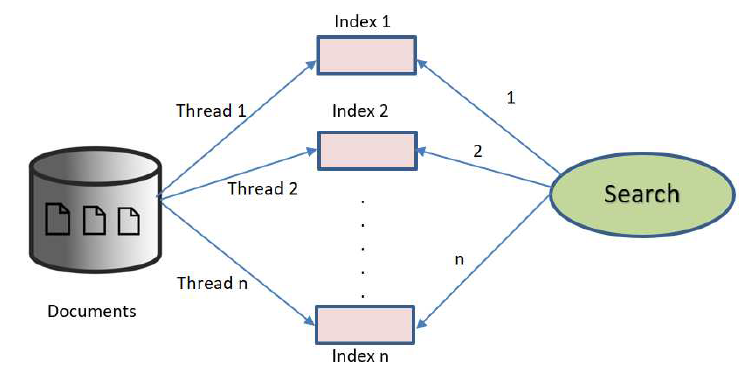 Index 1
Thread 1
1
Index 2
2
Thread 2
Search
n
Thread n
Documents
Index n